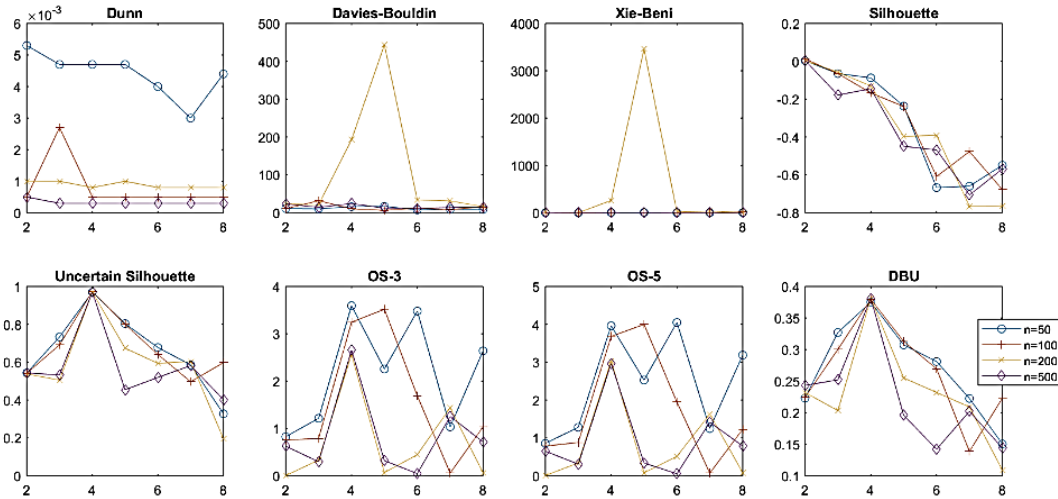 Dunn
×10⁻³
6
5
4
3
2
1
0
2 4 6 8
Davies-Bouldin
500
400
300
200
100
0
2 4 6 8
Xie-Beni
4000
3000
2000
1000
0
2 4 6 8
Silhouette
0.2
0
-0.2
-0.4
-0.6
-0.8
2 4 6 8
Uncertain Silhouette
1
0.8
0.6
0.4
0.2
0
2 4 6 8
OS-3
4
3
2
1
0
2 4 6 8
OS-5
5
4
3
2
1
0
2 4 6 8
DBU
0.4
0.35
0.3
0.25
0.2
0.15
0.1
2 4 6 8
n=50
n=100
n=200
n=500